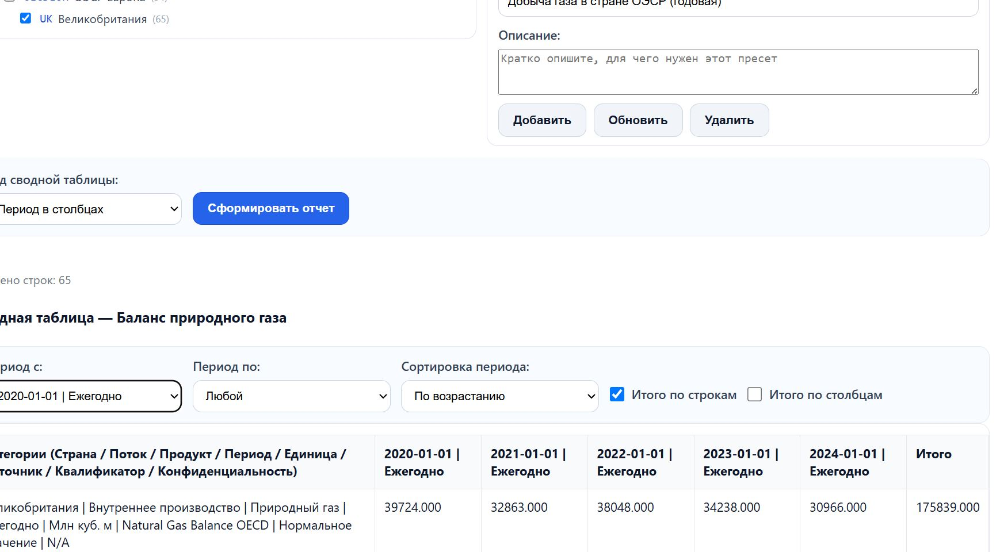 ОЭСР Европа
Добыча газа в стране ОЭСР (годовая)
UK Великобритания (65)
Описание:
Кратко опишите, для чего нужен этот пресет
Добавить Обновить Удалить
д сводной таблицы:
Период в столбцах
Сформировать отчет
ено строк: 65
дная таблица — Баланс природного газа
риод с: Период по: Сортировка периода:
2020-01-01 | Ежегодно Любой По возрастанию Итого по строкам Итого по столбцам
тегории (Страна / Поток / Продукт / Период / Единица /
точник / Квалификатор / Конфиденциальность)
2020-01-01 |
Ежегодно
2021-01-01 |
Ежегодно
2022-01-01 |
Ежегодно
2023-01-01 |
Ежегодно
2024-01-01 |
Ежегодно
Итого
ликобритания | Внутреннее производство | Природный газ |
егодно | Млн куб. м | Natural Gas Balance OECD | Нормальное
ачение | N/A
39724.000 32863.000 38048.000 34238.000 30966.000 175839.000